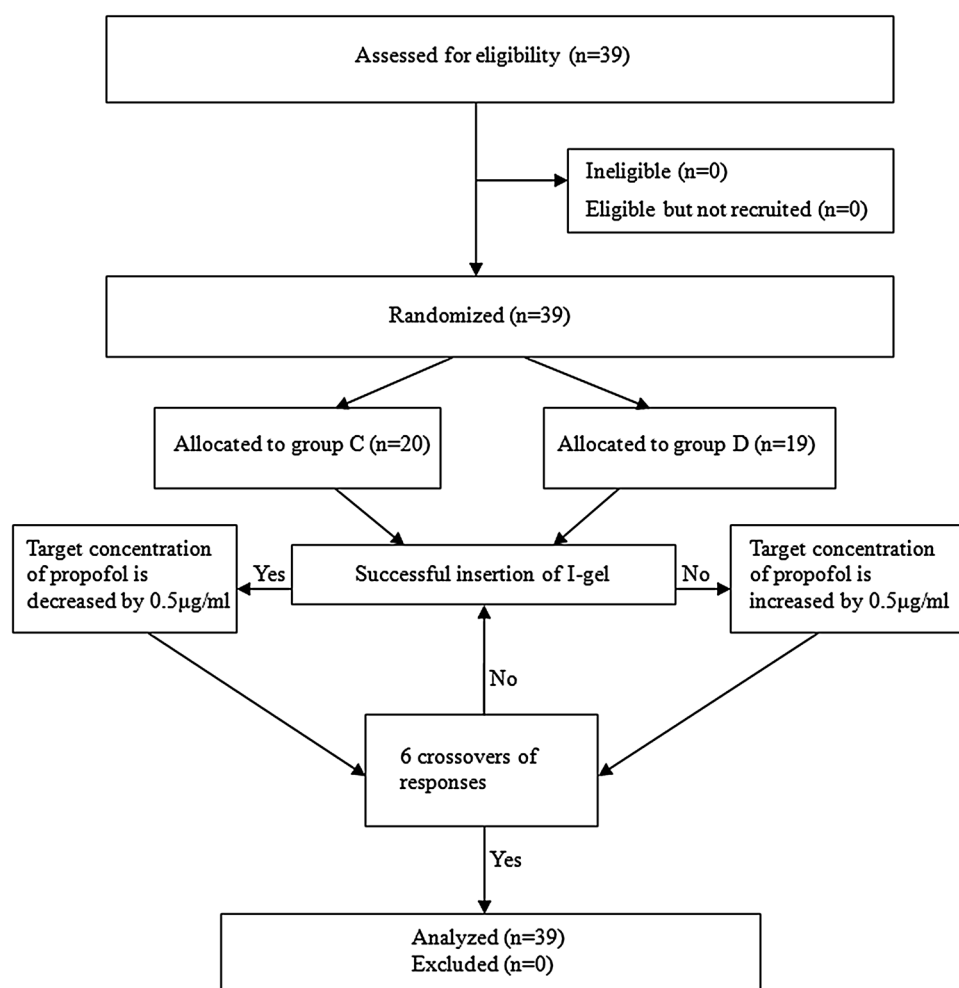 Assessed for eligibility (n=39)
Ineligible (n=0)
Eligible but not recruited (n=0)
Randomized (n=39)
Allocated to group C (n=20)
Allocated to group D (n=19)
Target concentration
of propofol is
decreased by 0.5µg/ml
Yes
Successful insertion of I-gel
No
Target concentration
of propofol is
increased by 0.5µg/ml
No
6 crossovers of
responses
Yes
Analyzed (n=39)
Excluded (n=0)